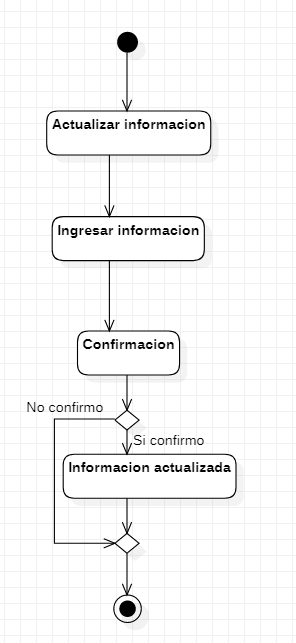 Actualizar informacion
Ingresar informacion
Confirmacion
No confirmo
Si confirmo
Informacion actualizada